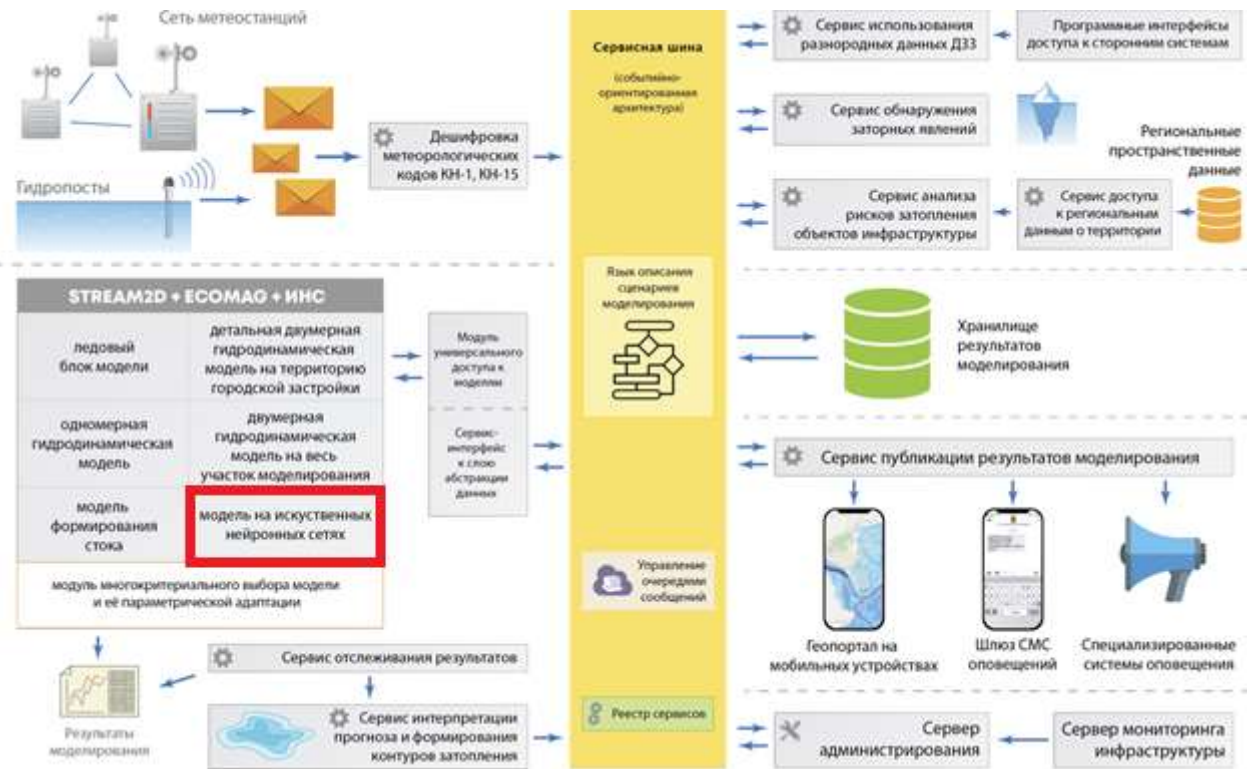 Сеть метеостанций
Гидропосты
Дешифровка
метеорологических
кодов КН-1, КН-15
Сервисная шина
(событийно-
ориентированная
архитектура)
Сервис использования
разнородных данных ДЗЗ
Программные интерфейсы
доступа к сторонним системам
Сервис обнаружения
заторных явлений
Региональные
пространственные
данные
Сервис анализа
рисков затопления
объектов инфраструктуры
Сервис доступа
к региональным
данным о территории
STREAM2D + ECOMAG + ИНС
ледовый
блок модели
детальная двумерная
гидродинамическая
модель на территорию
городской застройки
одномерная
гидродинамическая
модель
двумерная
гидродинамическая
модель на весь
участок моделирования
модель
формирования
стока
модель на искуственных
нейронных сетях
модуль многокритериального выбора модели
и её параметрической адаптации
Модуль
универсального
доступа к
моделям
Сервис-
интерфейс
к слою
абстракции
данных
Язык описания
сценариев
моделирования
Хранилище
результатов
моделирования
Сервис публикации результатов моделирования
Управление
очередями
сообщений
Геопортал на
мобильных устройствах
Шлюз СМС
оповещений
Специализированные
системы оповещения
Результаты
моделирования
Сервис отслеживания результатов
Сервис интерпретации
прогноза и формирования
контуров затопления
Реестр сервисов
Сервер
администрирования
Сервер мониторинга
инфраструктуры